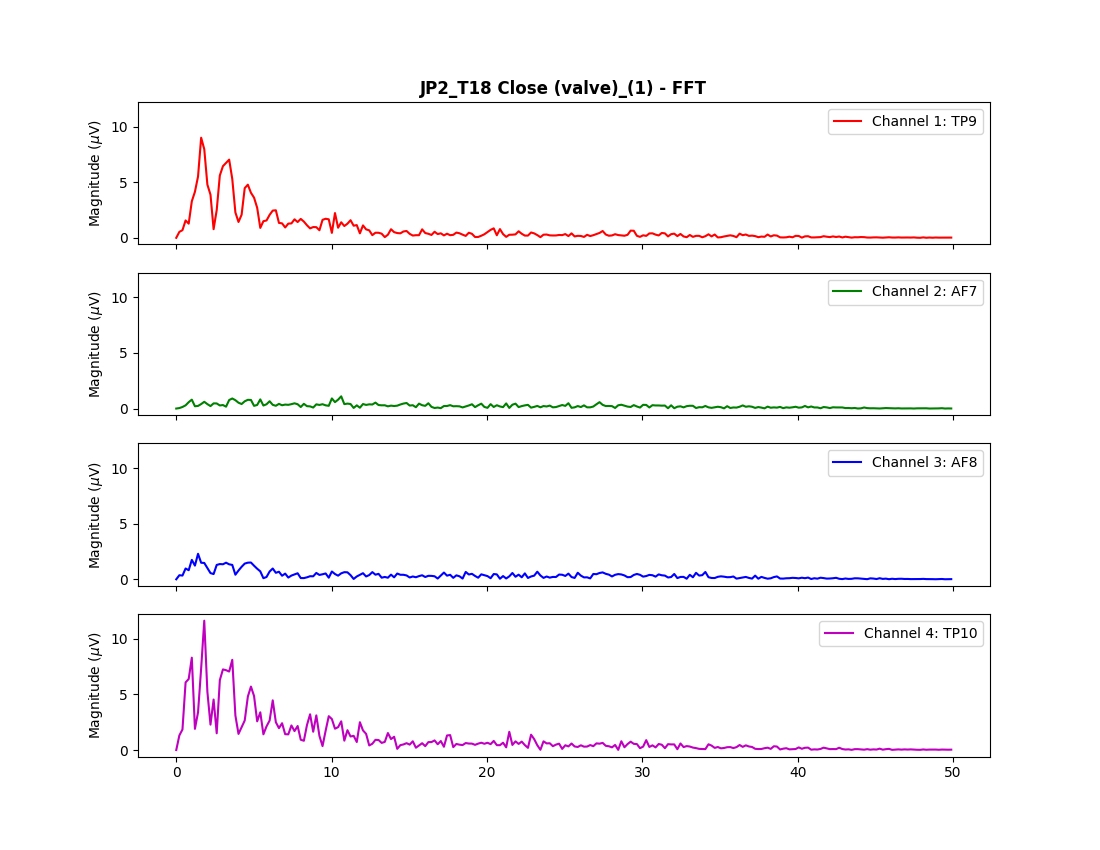 JP2_T18 Close (valve)_(1) - FFT
Magnitude (μV)
10
5
0
Channel 1: TP9
Magnitude (μV)
10
5
0
Channel 2: AF7
Magnitude (μV)
10
5
0
Channel 3: AF8
Magnitude (μV)
10
5
0
Channel 4: TP10
0 10 20 30 40 50